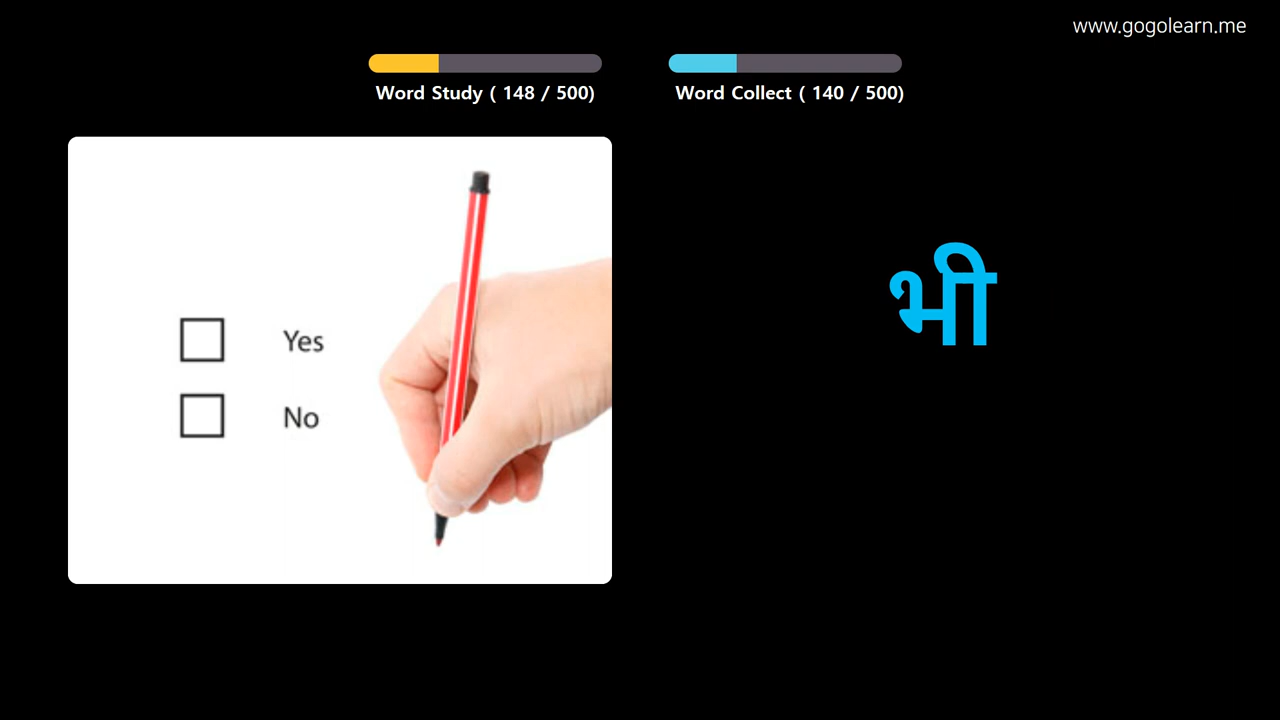 www.gogolearn.me
Word Study ( 148 / 500)
Word Collect ( 140 / 500)
Yes
No
भी